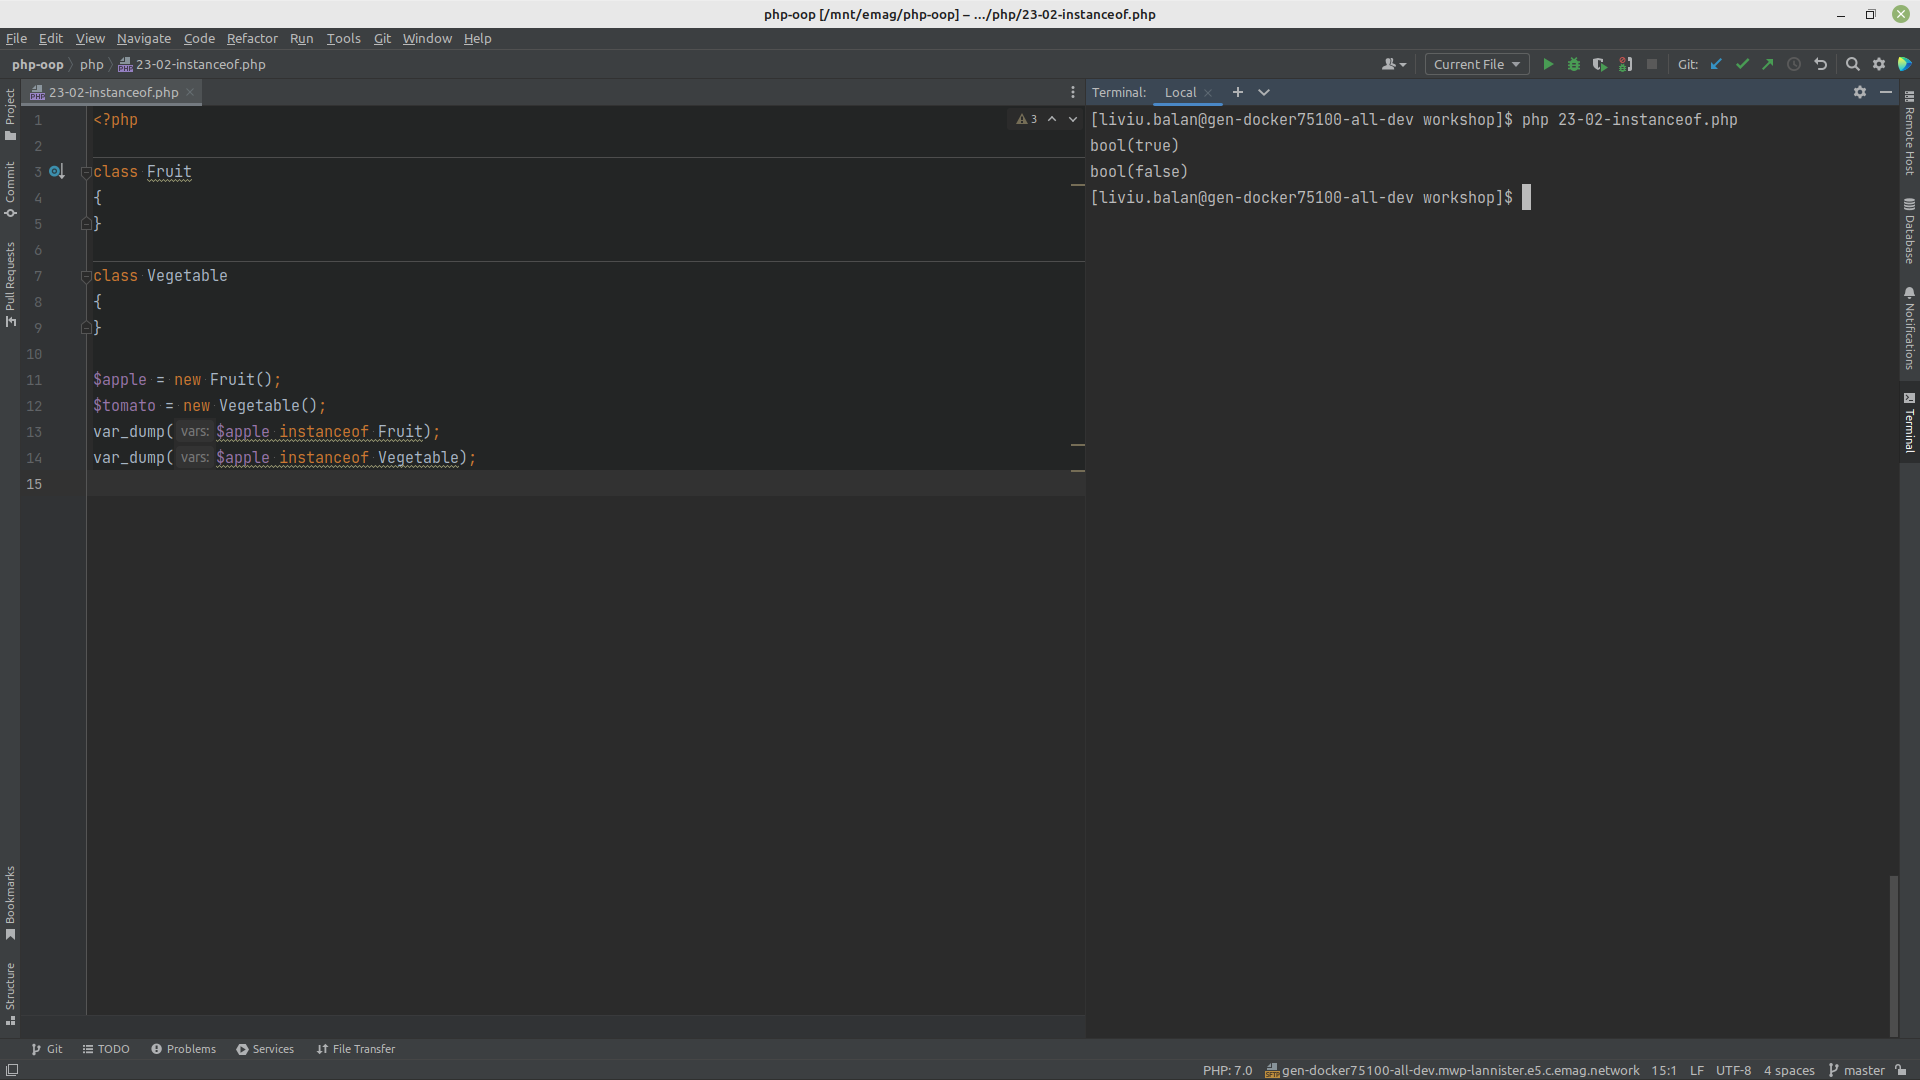 php-oop [/mnt/emag/php-oop] – .../php/23-02-instanceof.php
File Edit View Navigate Code Refactor Run Tools Git Window Help
php-oop php 23-02-instanceof.php
Current File
Git:
23-02-instanceof.php
Terminal: Local
1 <?php
3
2
3 class Fruit
4 {
5 }
6
7 class Vegetable
8 {
9 }
10
11 $apple = new Fruit();
12 $tomato = new Vegetable();
13 var_dump( vars: $apple instanceof Fruit);
14 var_dump( vars: $apple instanceof Vegetable);
15
[liviu.balan@gen-docker75100-all-dev workshop]$ php 23-02-instanceof.php
bool(true)
bool(false)
[liviu.balan@gen-docker75100-all-dev workshop]$
Project
Commit
Pull Requests
Bookmarks
Structure
Remote Host
Database
Notifications
Terminal
Git TODO Problems Services File Transfer
PHP: 7.0 gen-docker75100-all-dev.mwp-lannister.e5.c.emag.network 15:1 LF UTF-8 4 spaces master